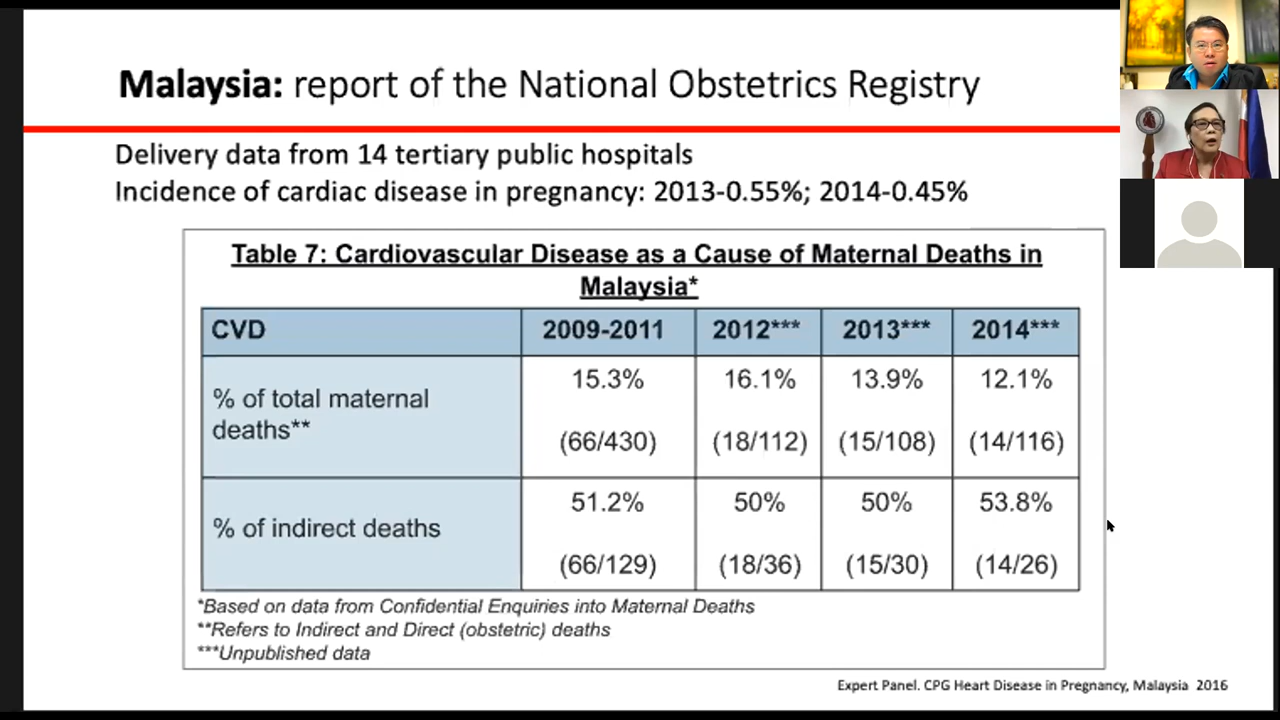 Malaysia: report of the National Obstetrics Registry
Delivery data from 14 tertiary public hospitals
Incidence of cardiac disease in pregnancy: 2013-0.55%; 2014-0.45%
Table 7: Cardiovascular Disease as a Cause of Maternal Deaths in
Malaysia*
CVD 2009-2011 2012*** 2013*** 2014***
% of total maternal
deaths**
15.3% 16.1% 13.9% 12.1%
(66/430) (18/112) (15/108) (14/116)
% of indirect deaths
51.2% 50% 50% 53.8%
(66/129) (18/36) (15/30) (14/26)
*Based on data from Confidential Enquiries into Maternal Deaths
**Refers to Indirect and Direct (obstetric) deaths
***Unpublished data
Expert Panel. CPG Heart Disease in Pregnancy, Malaysia 2016